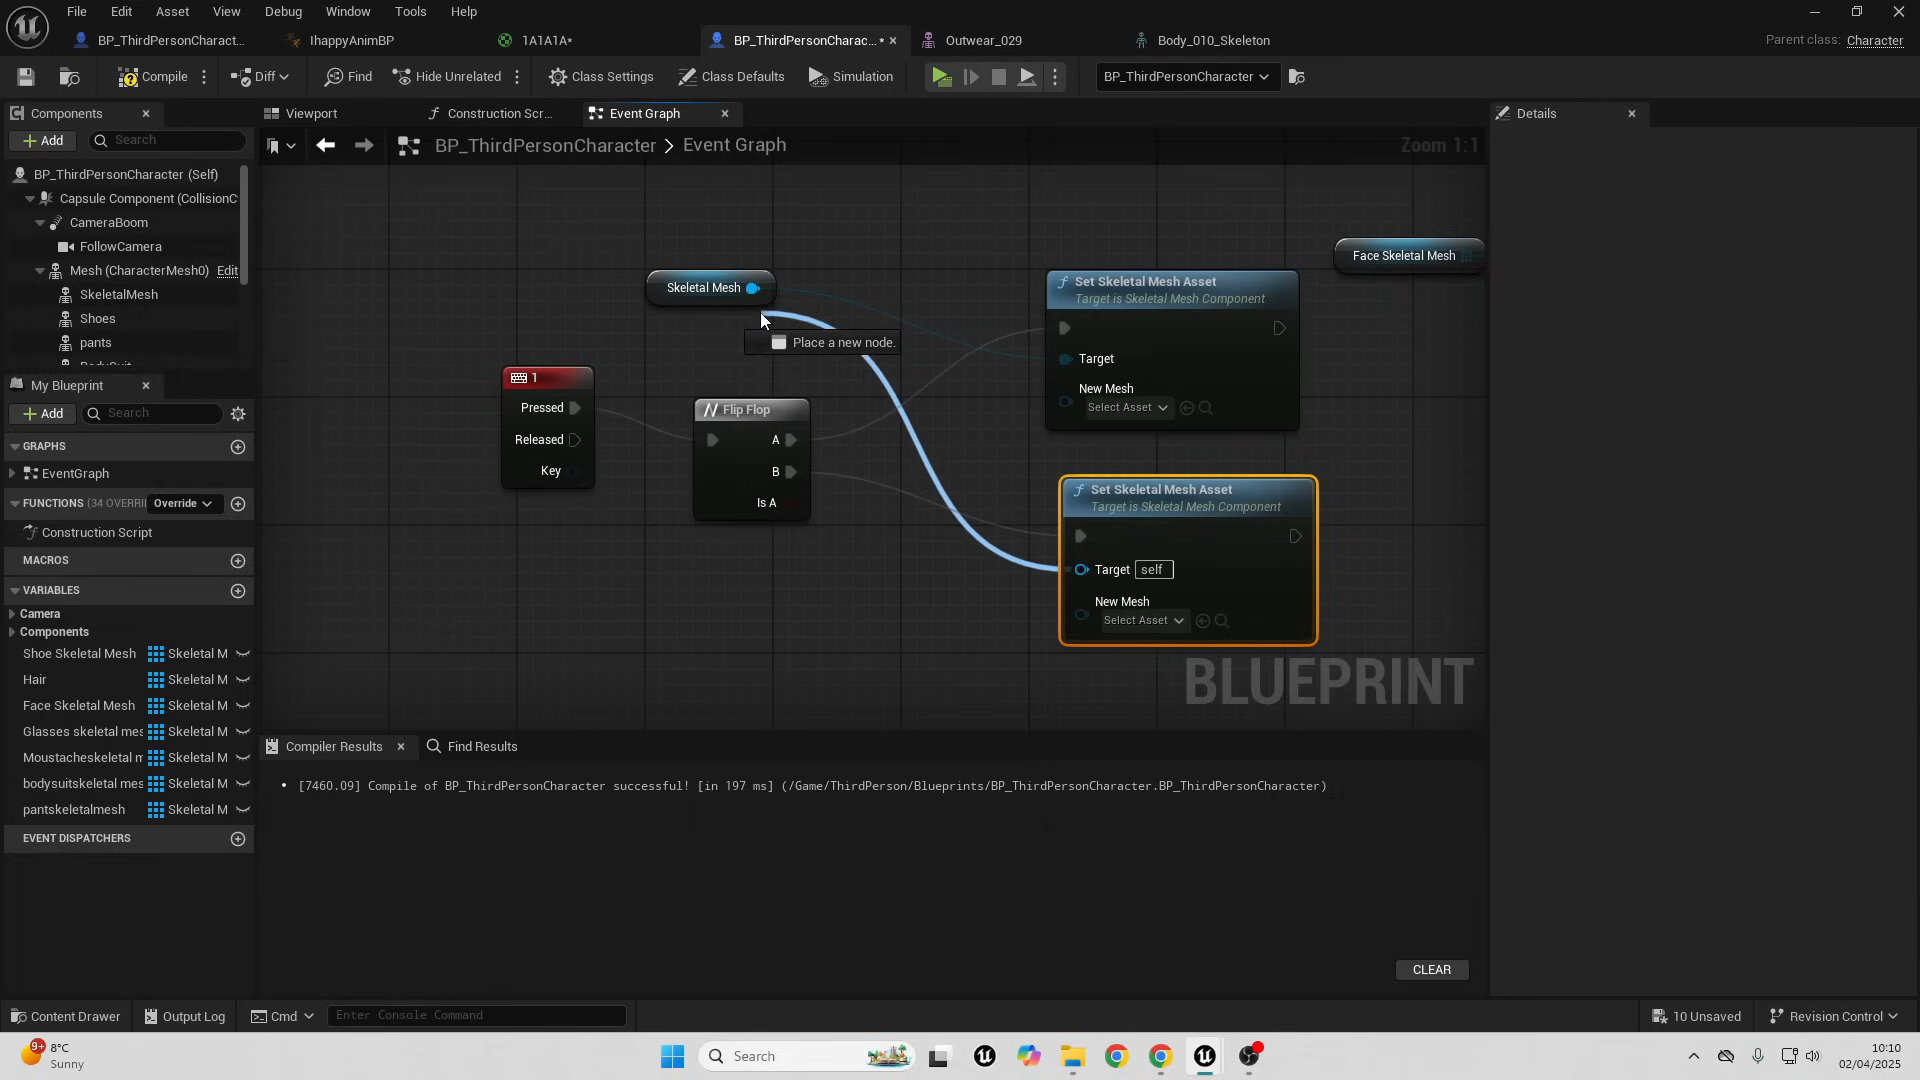 File Edit Asset View Window Debug Tools Help
BP_ThirdPersonCharact... IhappyAnimBP 1A1A1A* BP_ThirdPersonCharac...* Outwear_029 Body_010_Skeleton Parent class: Character
Compile Diff Find Hide Unrelated Class Settings Class Defaults Simulation BP_ThirdPersonCharacter
Components
Add Search
BP_ThirdPersonCharacter (Self)
Capsule Component (CollisionC
CameraBoom
FollowCamera
Mesh (CharacterMesh0) Edit
SkeletalMesh
Shoes
pants
My Blueprint
Add Search
GRAPHS
EventGraph
FUNCTIONS (34 OVERRI Override
Construction Script
MACROS
VARIABLES
Camera
Components
Shoe Skeletal Mesh Skeletal M
Hair Skeletal M
Face Skeletal Mesh Skeletal M
Glasses skeletal mes Skeletal M
Moustacheskeletal m Skeletal M
bodysuitskeletal mes Skeletal M
pantskeletalmesh Skeletal M
EVENT DISPATCHERS
Viewport Construction Scr... Event Graph
BP_ThirdPersonCharacter > Event Graph Zoom 1:1
Skeletal Mesh
Place a new node.
1
Pressed
Released
Key
Flip Flop
A
B
Is A
Set Skeletal Mesh Asset
Target is Skeletal Mesh Component
Target
New Mesh
Select Asset
Face Skeletal Mesh
Set Skeletal Mesh Asset
Target is Skeletal Mesh Component
Target self
New Mesh
Select Asset
BLUEPRINT
Details
Compiler Results Find Results
• [7460.09] Compile of BP_ThirdPersonCharacter successful! [in 197 ms] (/Game/ThirdPerson/Blueprints/BP_ThirdPersonCharacter.BP_ThirdPersonCharacter)
CLEAR
Content Drawer Output Log Cmd Enter Console Command 10 Unsaved Revision Control
9+ 8°C
Sunny
Search
10:10
02/04/2025